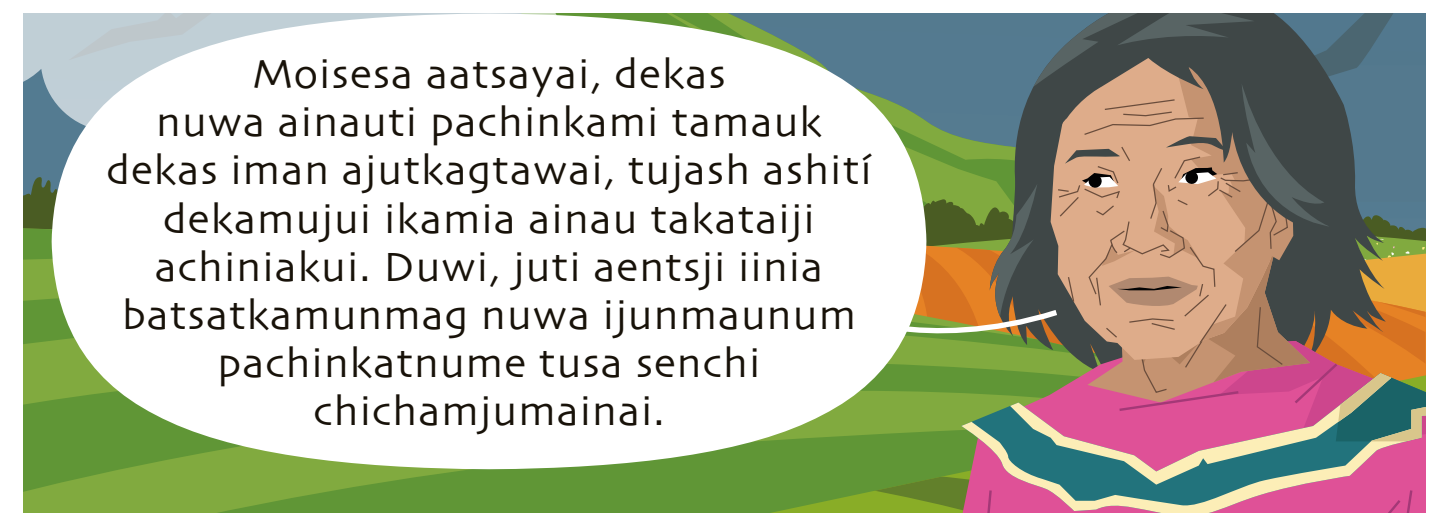 Moisesa aatsayai, dekas
nuwa ainauti pachinkami tamauk
dekas iman ajutkagtawai, tujash ashití
dekamujui ikamia ainau takataiji
achiniakui. Duwi, juti aentsji iinia
batsatkamunmag nuwa ijunmaunum
pachinkatnume tusa senchi
chichamjumainai.